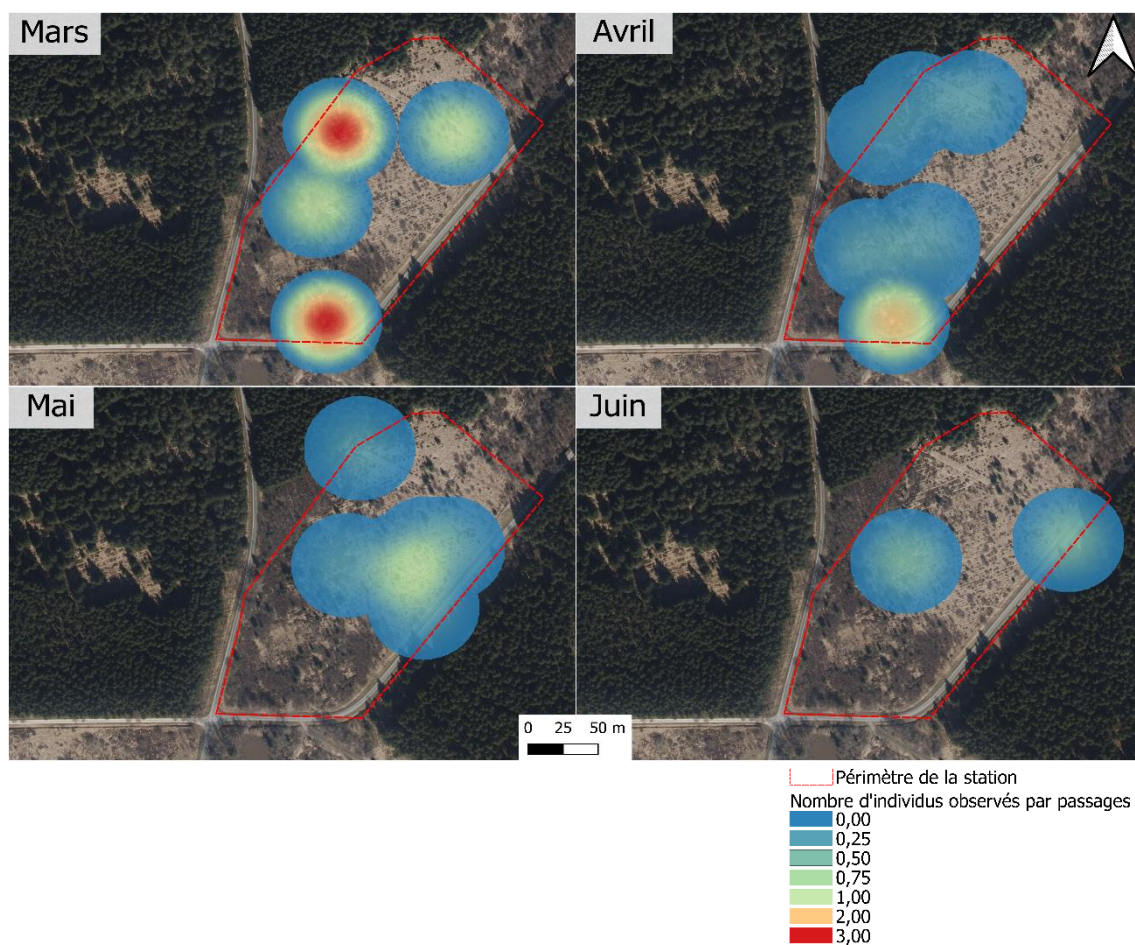 Mars
Avril
Mai
Juin
0 25 50 m
Périmètre de la station
Nombre d'individus observés par passages
0,00
0,25
0,50
0,75
1,00
2,00
3,00